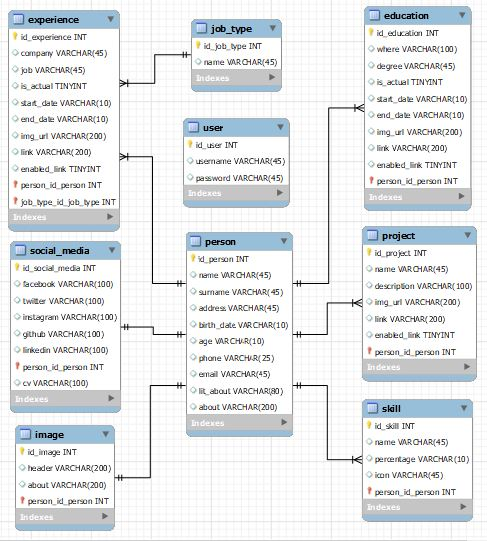 experience
id_experience INT
company VARCHAR(45)
job VARCHAR(45)
is_actual TINYINT
start_date VARCHAR(10)
end_date VARCHAR(10)
img_url VARCHAR(200)
link VARCHAR(200)
enabled_link TINYINT
person_id_person INT
job_type_id_job_type INT
Indexes
job_type
id_job_type INT
name VARCHAR(45)
Indexes
education
id_education INT
where VARCHAR(100)
degree VARCHAR(45)
is_actual TINYINT
start_date VARCHAR(10)
end_date VARCHAR(10)
img_url VARCHAR(200)
link VARCHAR(200)
enabled_link TINYINT
person_id_person INT
Indexes
user
id_user INT
username VARCHAR(45)
password VARCHAR(45)
Indexes
social_media
id_social_media INT
facebook VARCHAR(100)
twitter VARCHAR(100)
instagram VARCHAR(100)
github VARCHAR(100)
linkedin VARCHAR(100)
person_id_person INT
cv VARCHAR(100)
Indexes
person
id_person INT
name VARCHAR(45)
surname VARCHAR(45)
address VARCHAR(45)
birth_date VARCHAR(10)
age VARCHAR(10)
phone VARCHAR(25)
email VARCHAR(45)
lit_about VARCHAR(80)
about VARCHAR(200)
Indexes
project
id_project INT
name VARCHAR(45)
description VARCHAR(100)
img_url VARCHAR(200)
link VARCHAR(200)
enabled_link TINYINT
person_id_person INT
Indexes
image
id_image INT
header VARCHAR(200)
about VARCHAR(200)
person_id_person INT
Indexes
skill
id_skill INT
name VARCHAR(45)
percentage VARCHAR(10)
icon VARCHAR(45)
person_id_person INT
Indexes